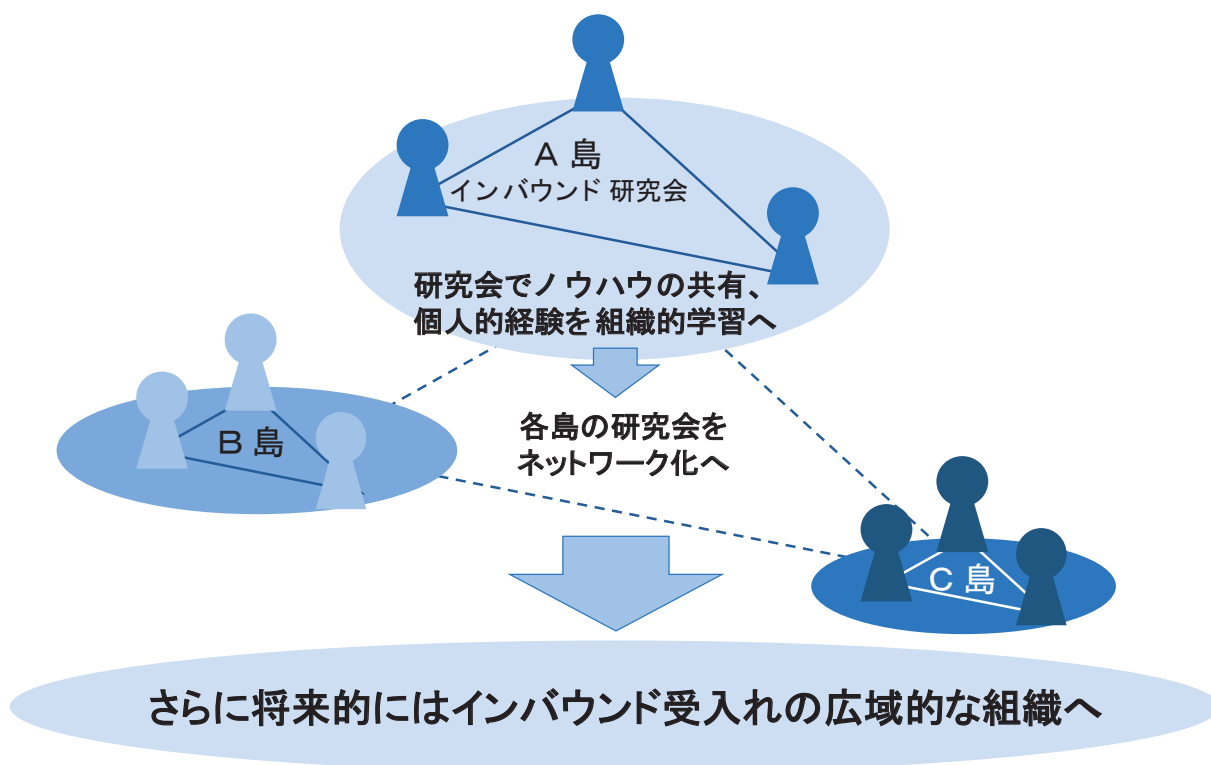 A 島
インバウンド 研究会
研究会でノウハウの共有、
個人的経験を組織的学習へ
B 島
各島の研究会を
ネットワーク化へ
C 島
さらに将来的にはインバウンド受入れの広域的な組織へ